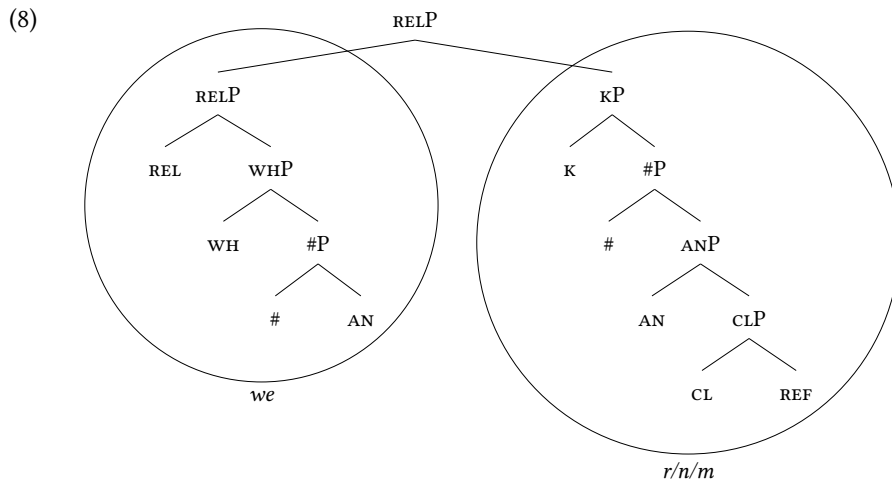 (8)
RELP
RELP KP
REL WHP K #P
WH #P # ANP
# AN AN CLP
we CL REF
r/n/m